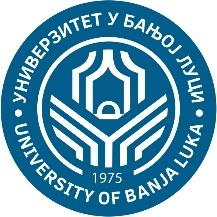 УНИВЕРЗИТЕТ У БАЊОЈ ЛУЦИ
1975
UNIVERSITY OF BANJA LUKA